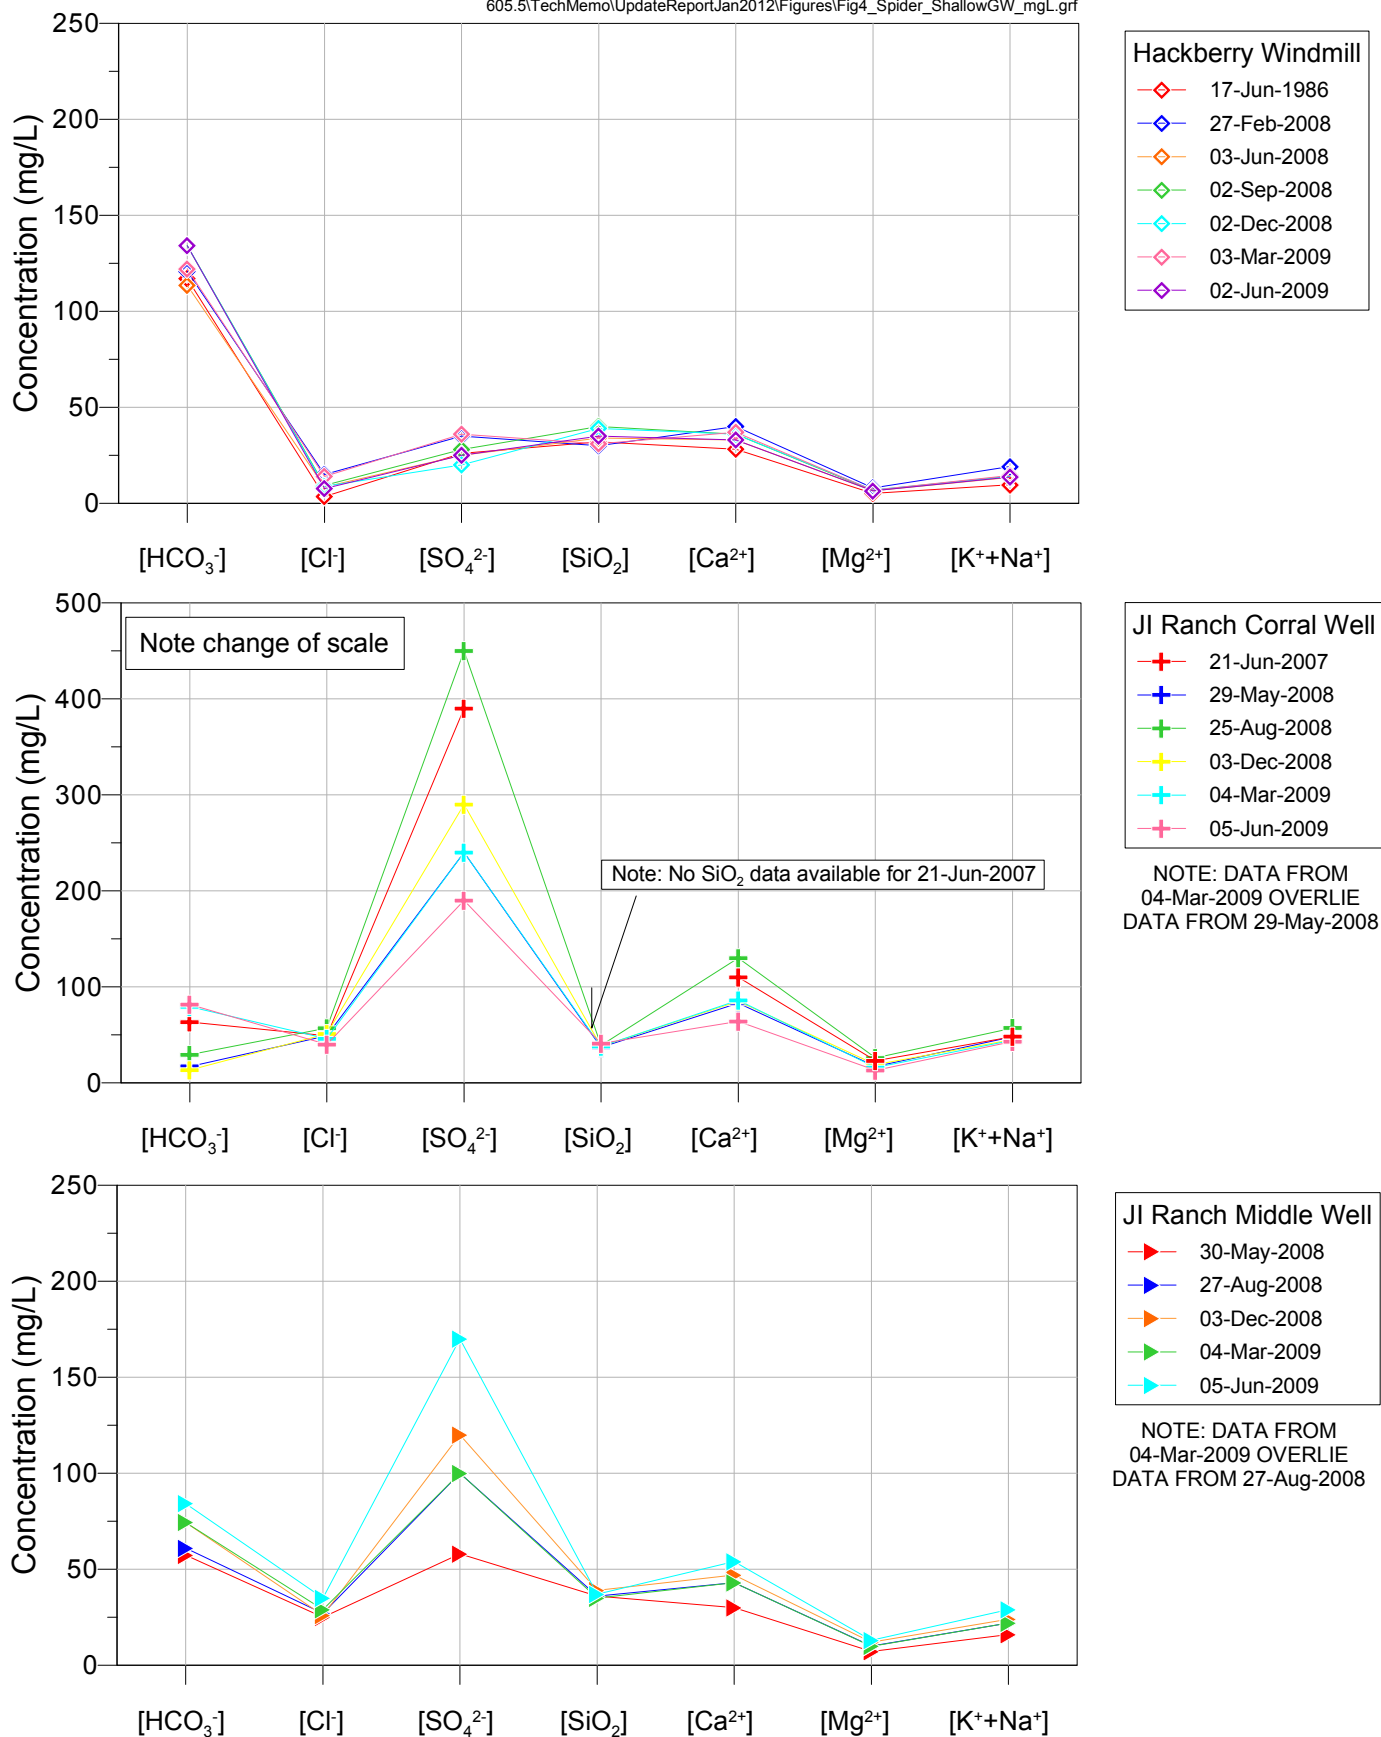 605.5\TechMemo\UpdateReportJan2012\Figures\Fig4_Spider_ShallowGW_mgL.grf
250
200
150
100
50
0
Concentration (mg/L)
[HCO₃⁻] [Cl⁻] [SO₄²⁻] [SiO₂] [Ca²⁺] [Mg²⁺] [K⁺+Na⁺]
Hackberry Windmill
17-Jun-1986
27-Feb-2008
03-Jun-2008
02-Sep-2008
02-Dec-2008
03-Mar-2009
02-Jun-2009
500
400
300
200
100
0
Concentration (mg/L)
Note change of scale
Note: No SiO₂ data available for 21-Jun-2007
[HCO₃⁻] [Cl⁻] [SO₄²⁻] [SiO₂] [Ca²⁺] [Mg²⁺] [K⁺+Na⁺]
JI Ranch Corral Well
21-Jun-2007
29-May-2008
25-Aug-2008
03-Dec-2008
04-Mar-2009
05-Jun-2009
NOTE: DATA FROM
04-Mar-2009 OVERLIE
DATA FROM 29-May-2008
250
200
150
100
50
0
Concentration (mg/L)
[HCO₃⁻] [Cl⁻] [SO₄²⁻] [SiO₂] [Ca²⁺] [Mg²⁺] [K⁺+Na⁺]
JI Ranch Middle Well
30-May-2008
27-Aug-2008
03-Dec-2008
04-Mar-2009
05-Jun-2009
NOTE: DATA FROM
04-Mar-2009 OVERLIE
DATA FROM 27-Aug-2008